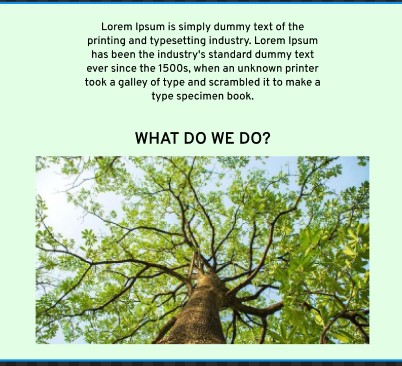 Lorem Ipsum is simply dummy text of the
printing and typesetting industry. Lorem Ipsum
has been the industry's standard dummy text
ever since the 1500s, when an unknown printer
took a galley of type and scrambled it to make a
type specimen book.
WHAT DO WE DO?